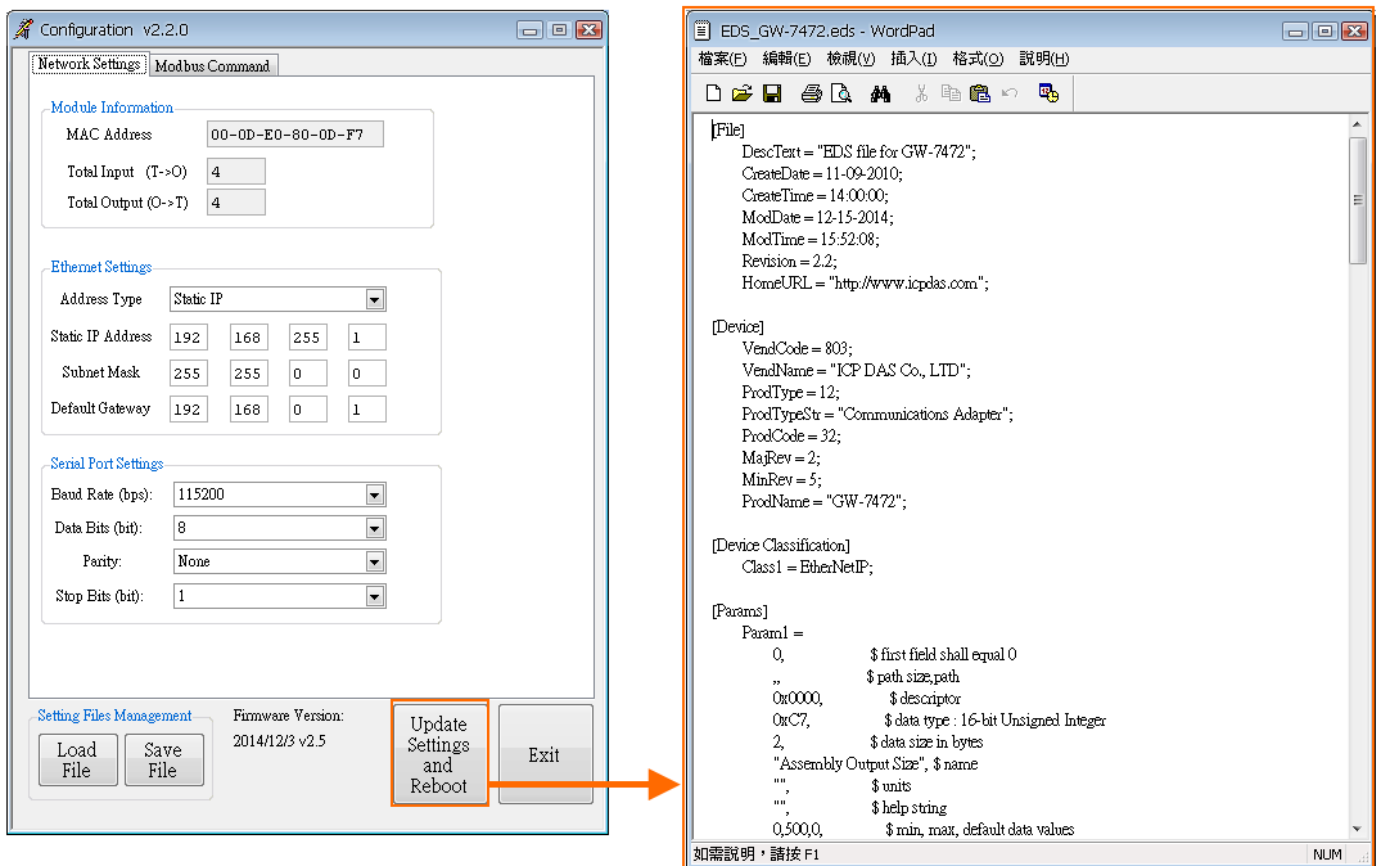 Configuration v2.2.0
Network Settings
Modbus Command
Module Information
MAC Address 00-0D-E0-80-0D-F7
Total Input (T->O) 4
Total Output (O->T) 4
Ethernet Settings
Address Type Static IP
Static IP Address 192 168 255 1
Subnet Mask 255 255 0 0
Default Gateway 192 168 0 1
Serial Port Settings
Baud Rate (bps): 115200
Data Bits (bit): 8
Parity: None
Stop Bits (bit): 1
Setting Files Management
Load
File
Save
File
Firmware Version:
2014/12/3 v2.5
Update
Settings
and
Reboot
Exit
EDS_GW-7472.eds - WordPad
檔案(F) 編輯(E) 檢視(V) 插入(I) 格式(O) 說明(H)
[File]
DescText = "EDS file for GW-7472";
CreateDate = 11-09-2010;
CreateTime = 14:00:00;
ModDate = 12-15-2014;
ModTime = 15:52:08;
Revision = 2.2;
HomeURL = "http://www.icpdas.com";
[Device]
VendCode = 803;
VendName = "ICP DAS Co., LTD";
ProdType = 12;
ProdTypeStr = "Communications Adapter";
ProdCode = 32;
MajRev = 2;
MinRev = 5;
ProdName = "GW-7472";
[Device Classification]
Class1 = EtherNetIP;
[Params]
Param1 =
0, $ first field shall equal 0
,, $ path size,path
0x0000, $ descriptor
0xC7, $ data type : 16-bit Unsigned Integer
2, $ data size in bytes
"Assembly Output Size", $ name
"", $ units
"", $ help string
0,500,0, $ min, max, default data values
如需說明，請按 F1
NUM